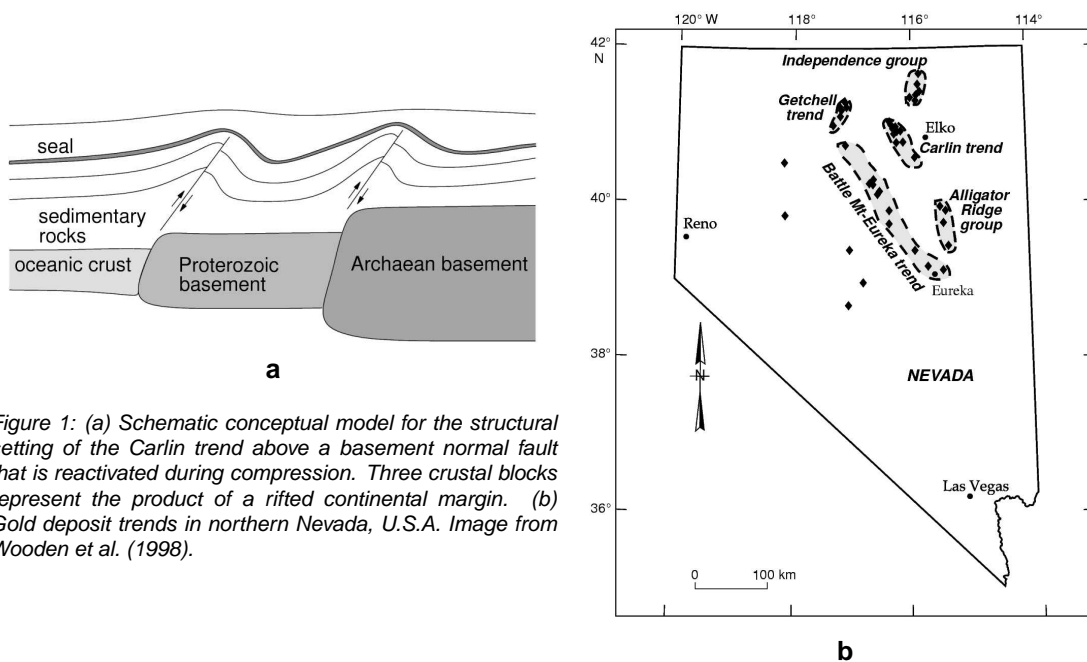 seal
sedimentary
rocks
oceanic crust
Proterozoic
basement
Archaean basement
a
Figure 1: (a) Schematic conceptual model for the structural
setting of the Carlin trend above a basement normal fault
that is reactivated during compression. Three crustal blocks
represent the product of a rifted continental margin. (b)
Gold deposit trends in northern Nevada, U.S.A. Image from
Wooden et al. (1998).
120° W
118°
116°
114°
42°
N
40°
38°
36°
Independence group
Getchell
trend
Elko
Carlin trend
Battle Mt-Eureka trend
Alligator
Ridge
group
Reno
Eureka
N
NEVADA
Las Vegas
0
100 km
b